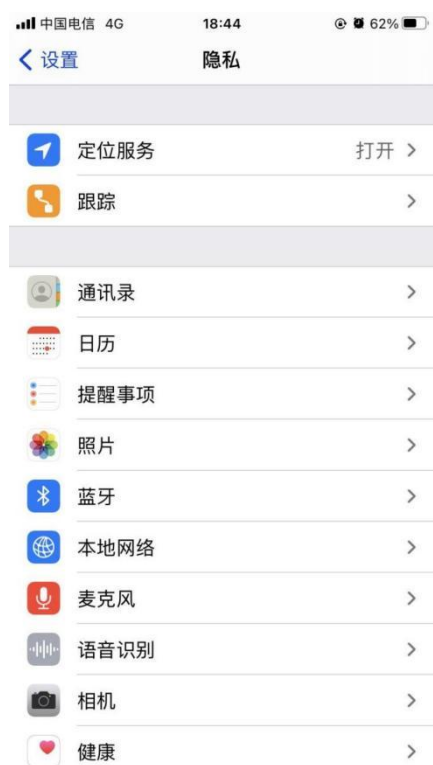 中国电信 4G 18:44 62%
设置 隐私
定位服务 打开
跟踪
通讯录
日历
提醒事项
照片
蓝牙
本地网络
麦克风
语音识别
相机
健康